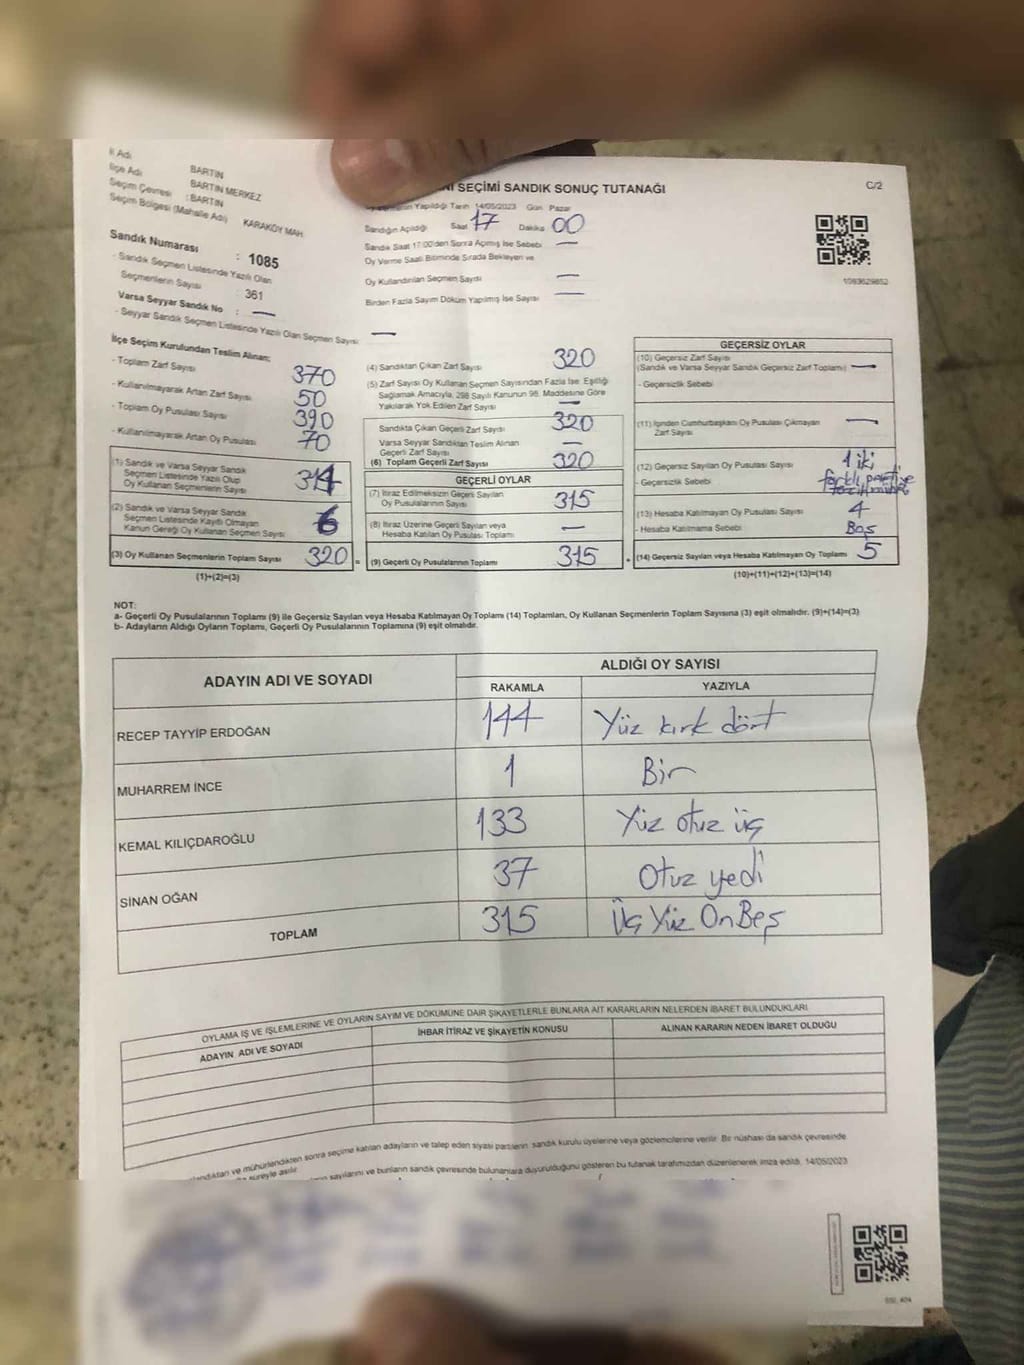 İl Adı
İlçe Adı BARTIN
Seçim Çevresi BARTIN MERKEZ
: BARTIN
Seçim Bölgesi (Mahalle Adı) KARAKÖY MAH.
Sandık Numarası : 1085
- Sandık Seçmen Listesinde Yazılı Olan
Seçmenlerin Sayısı : 361
Varsa Seyyar Sandık No : —
- Seyyar Sandık Seçmen Listesinde Yazılı Olan Seçmen Sayısı —
SEÇİMİ SANDIK SONUÇ TUTANAĞI
C/2
Yapıldığı Tarih 14/05/2023 Gün Pazar
Sandığın Açıldığı Saat 17 Dakika 00
Sandık Saat 17:00'den Sonra Açılmış İse Sebebi —
Oy Verme Saati Bitiminde Sırada Bekleyen ve
Oy Kullandırılan Seçmen Sayısı —
Birden Fazla Sayım Döküm Yapılmış İse Sayısı —
1093629852
İlçe Seçim Kurulundan Teslim Alınan;
- Toplam Zarf Sayısı 370
- Kullanılmayarak Artan Zarf Sayısı 50
- Toplam Oy Pusulası Sayısı 390
- Kullanılmayarak Artan Oy Pusulası 70
(1) Sandık ve Varsa Seyyar Sandık
Seçmen Listesinde Yazılı Olup
Oy Kullanan Seçmenlerin Sayısı 314
(2) Sandık ve Varsa Seyyar Sandık
Seçmen Listesinde Kayıtlı Olmayan
Kanun Gereği Oy Kullanan Seçmen Sayısı 6
(3) Oy Kullanan Seçmenlerin Toplam Sayısı 320 =
(1)+(2)=(3)
(4) Sandıktan Çıkan Zarf Sayısı 320
(5) Zarf Sayısı Oy Kullanan Seçmen Sayısından Fazla İse, Eşitliği
Sağlamak Amacıyla, 298 Sayılı Kanunun 98. Maddesine Göre
Yakılarak Yok Edilen Zarf Sayısı —
Sandıkta Çıkan Geçerli Zarf Sayısı 320
Varsa Seyyar Sandıktan Teslim Alınan
Geçerli Zarf Sayısı —
(6) Toplam Geçerli Zarf Sayısı 320
GEÇERLİ OYLAR
(7) İtiraz Edilmeksizin Geçerli Sayılan
Oy Pusulasının Sayısı 315
(8) İtiraz Üzerine Geçerli Sayılan veya
Hesaba Katılan Oy Pusulası Toplamı —
(9) Geçerli Oy Pusulalarının Toplamı 315 +
GEÇERSİZ OYLAR
(10) Geçersiz Zarf Sayısı
(Sandık ve Varsa Seyyar Sandık Geçersiz Zarf Toplamı) —
- Geçersizlik Sebebi
(11) İçinden Cumhurbaşkanı Oy Pusulası Çıkmayan
Zarf Sayısı —
(12) Geçersiz Sayılan Oy Pusulası Sayısı 1 iki
- Geçersizlik Sebebi farklı partiye
(13) Hesaba Katılmayan Oy Pusulası Sayısı 4
- Hesaba Katılmama Sebebi Boş
(14) Geçersiz Sayılan veya Hesaba Katılmayan Oy Toplamı 5
(10)+(11)+(12)+(13)=(14)
NOT:
a- Geçerli Oy Pusulalarının Toplamı (9) ile Geçersiz Sayılan veya Hesaba Katılmayan Oy Toplamı (14) Toplamları, Oy Kullanan Seçmenlerin Toplam Sayısına (3) eşit olmalıdır. (9)+(14)=(3)
b- Adayların Aldığı Oyların Toplamı, Geçerli Oy Pusulalarının Toplamına (9) eşit olmalıdır.
ADAYIN ADI VE SOYADI
ALDIĞI OY SAYISI
RAKAMLA YAZIYLA
RECEP TAYYİP ERDOĞAN 144 Yüz kırk dört
MUHARREM İNCE 1 Bir
KEMAL KILIÇDAROĞLU 133 Yüz otuz üç
SİNAN OĞAN 37 Otuz yedi
TOPLAM 315 Üç Yüz On Beş
OYLAMA İŞ VE İŞLEMLERİNE VE OYLARIN SAYIM VE DÖKÜMÜNE DAİR ŞİKAYETLERLE BUNLARA AİT KARARLARIN NELERDEN İBARET BULUNDUKLARI
ADAYIN ADI VE SOYADI İHBAR İTİRAZ VE ŞİKAYETİN KONUSU ALINAN KARARIN NEDEN İBARET OLDUĞU
ve mühürlendikten sonra seçime katılan adayların ve talep eden siyasi partilerin sandık kurulu üyelerine veya gözlemcilerine verilir. Bir nüshası da sandık çevresinde
süreyle asılır.
sayılarını ve bunların sandık çevresinde bulunanlara duyurulduğunu gösteren bu tutanak tarafımızdan düzenlenerek imza edildi. 14/05/2023